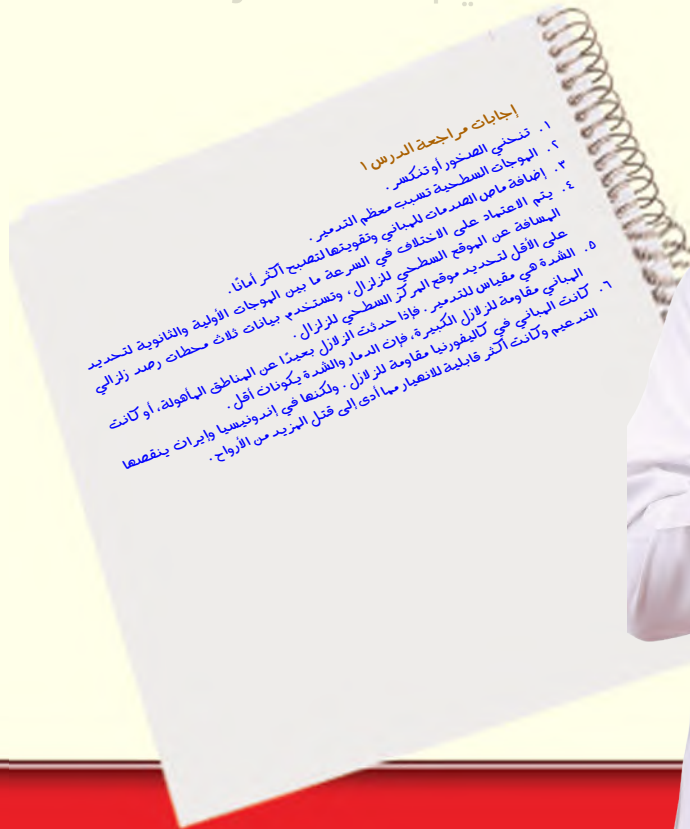 إجابات مراجعة الدرس ١
١. تنحني الصخور أو تنكسر.
٢. الموجات السطحية تسبب معظم التدمير.
٣. إضافة ماص الصدمات للمباني وتقويتها لتصبح أكثر أمانًا.
٤. يتم الاعتماد على الاختلاف في السرعة ما بين الموجات الأولية والثانوية لتحديد
المسافة عن الموقع السطحي للزلزال، وتستخدم بيانات ثلاث محطات رصد زلزالي
على الأقل لتحديد موقع المركز السطحي للزلزال.
٥. الشدة هي مقياس للتدمير. فإذا حدثت الزلازل بعيدًا عن المناطق المأهولة، أو كانت
المباني مقاومة للزلازل الكبيرة، فإن الدمار والشدة يكونان أقل.
٦. كانت المباني في كاليفورنيا مقاومة للزلازل. ولكنها في إندونيسيا وإيران ينقصها
التدعيم وكانت أكثر قابلية للانهيار مما أدى إلى قتل المزيد من الأرواح.